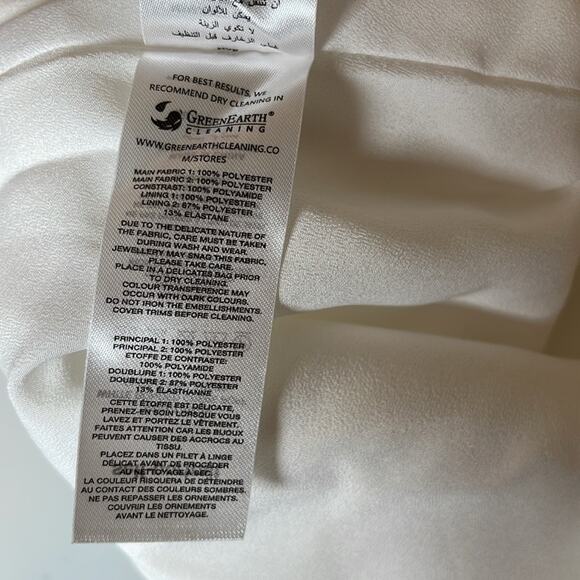 يمكن للألوان
لا تكوى الزينة
قبل التنظيف
FOR BEST RESULTS, WE
RECOMMEND DRY CLEANING IN
GREENEARTH®
CLEANING
WWW.GREENEARTHCLEANING.CO
M/STORES
MAIN FABRIC 1: 100% POLYESTER
MAIN FABRIC 2: 100% POLYESTER
CONSTRAST: 100% POLYAMIDE
LINING 1: 100% POLYESTER
LINING 2: 87% POLYESTER
13% ELASTANE
DUE TO THE DELICATE NATURE OF
THE FABRIC, CARE MUST BE TAKEN
DURING WASH AND WEAR.
JEWELLERY MAY SNAG THIS FABRIC,
PLEASE TAKE CARE.
PLACE IN A DELICATES BAG PRIOR
TO DRY CLEANING.
COLOUR TRANSFERENCE MAY
OCCUR WITH DARK COLOURS.
DO NOT IRON THE EMBELLISHMENTS.
COVER TRIMS BEFORE CLEANING.
PRINCIPAL 1: 100% POLYESTER
PRINCIPAL 2: 100% POLYESTER
ETOFFE DE CONTRASTE:
100% POLYAMIDE
DOUBLURE 1: 100% POLYESTER
DOUBLURE 2: 87% POLYESTER
13% ÉLASTHANNE
CETTE ÉTOFFE EST DÉLICATE,
PRENEZ-EN SOIN LORSQUE VOUS
LAVEZ ET PORTEZ LE VÊTEMENT.
FAITES ATTENTION CAR LES BIJOUX
PEUVENT CAUSER DES ACCROCS AU
TISSU.
PLACEZ DANS UN FILET À LINGE
DÉLICAT AVANT DE PROCÉDER
AU NETTOYAGE À SEC.
LA COULEUR RISQUERA DE DÉTEINDRE
AU CONTACT DES COULEURS SOMBRES.
NE PAS REPASSER LES ORNEMENTS.
COUVRIR LES ORNEMENTS
AVANT LE NETTOYAGE.